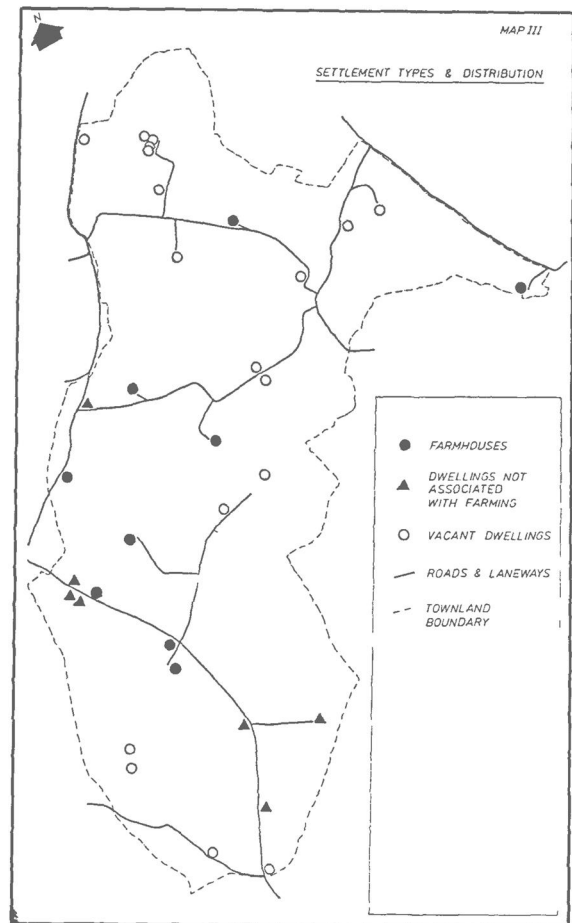 N
MAP III
SETTLEMENT TYPES & DISTRIBUTION
FARMHOUSES
DWELLINGS NOT
ASSOCIATED
WITH FARMING
VACANT DWELLINGS
ROADS & LANEWAYS
TOWNLAND
BOUNDARY